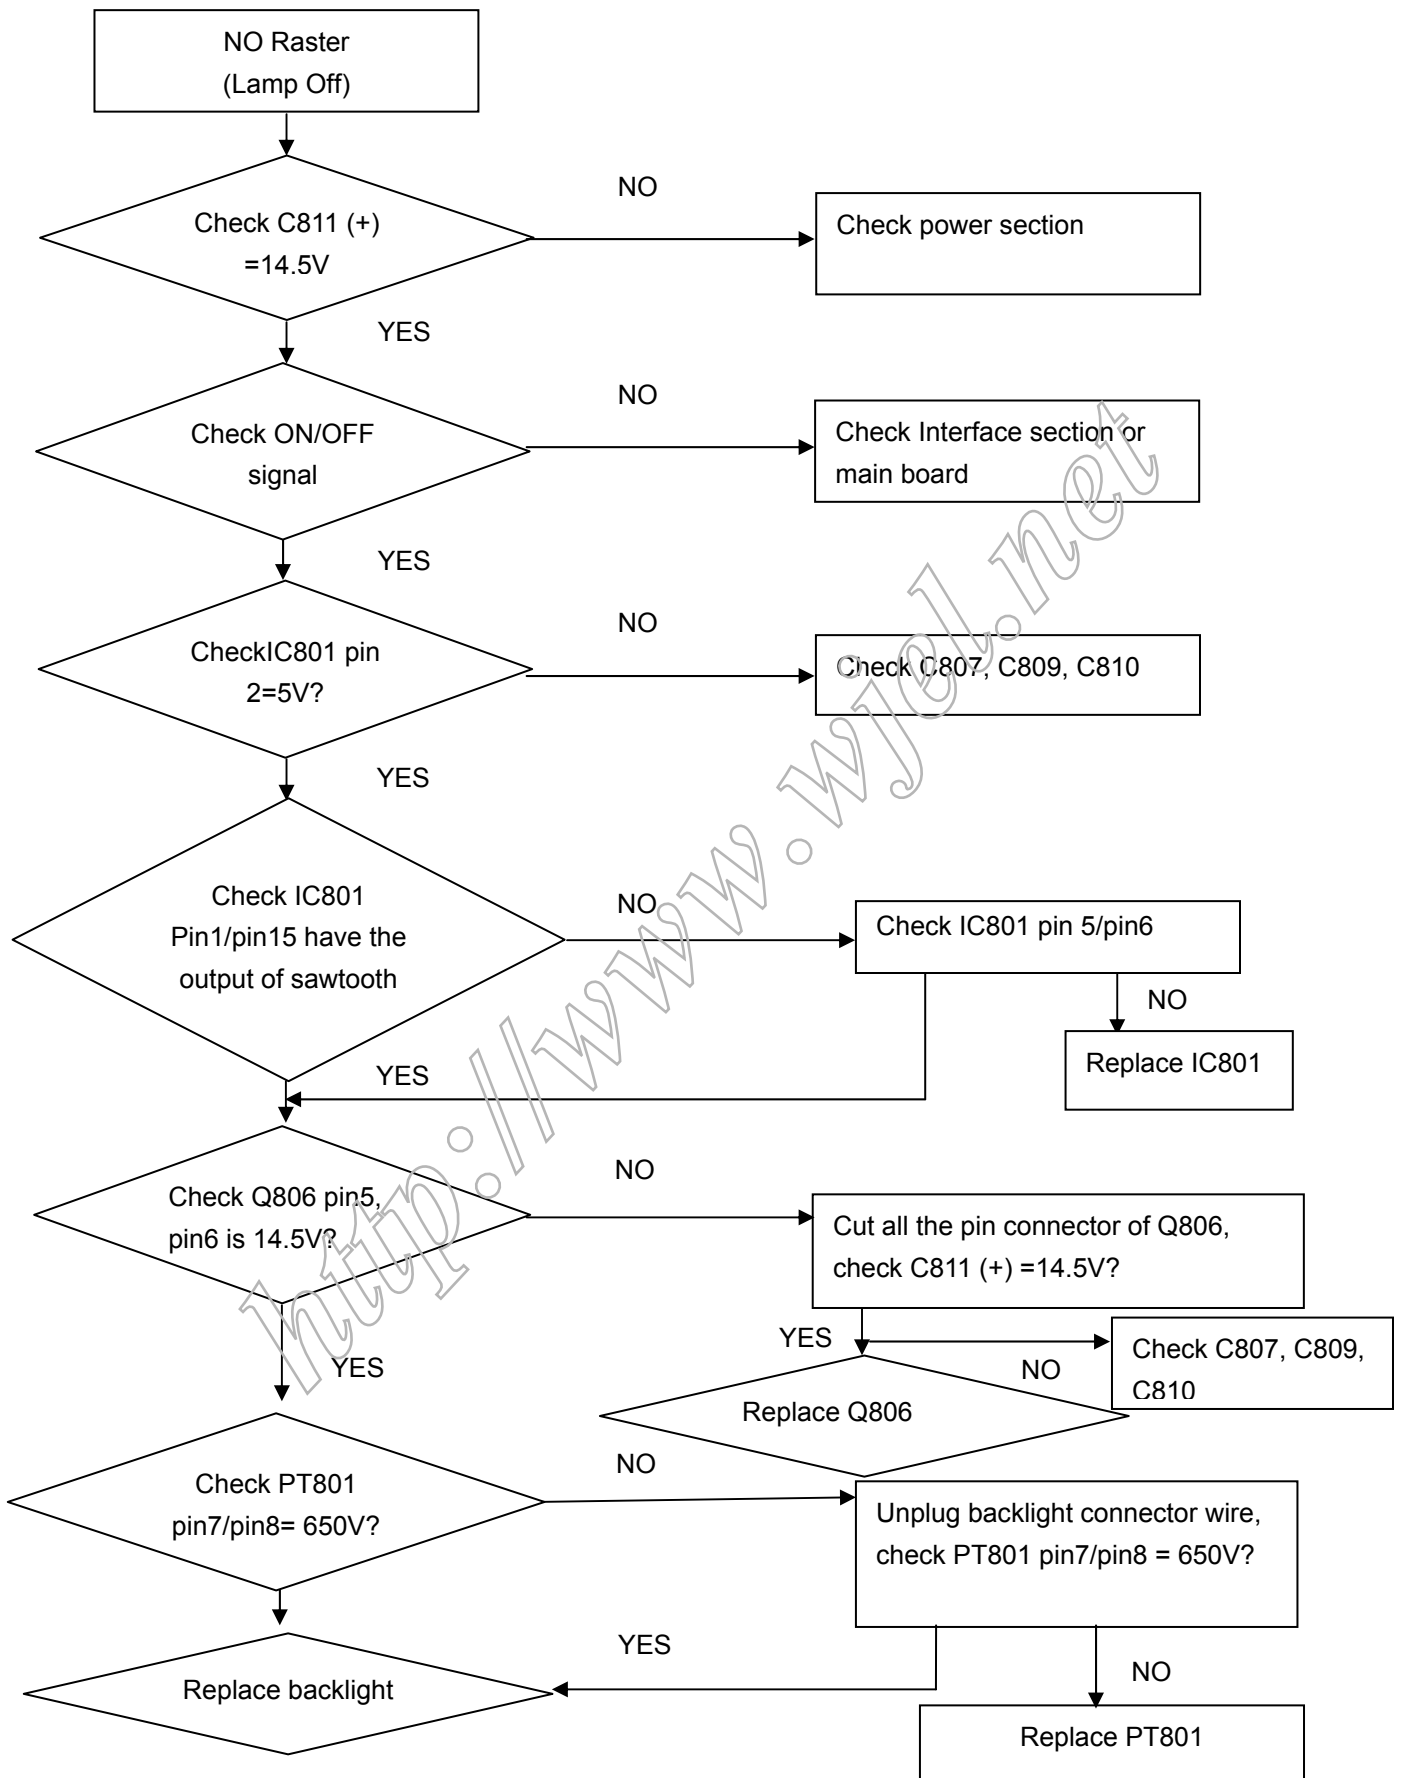 NO Raster
(Lamp Off)
NO
Check C811 (+)
=14.5V
Check power section
YES
NO
Check ON/OFF
signal
Check Interface section or
main board
YES
NO
CheckIC801 pin
2=5V?
Check C807, C809, C810
YES
Check IC801
Pin1/pin15 have the
output of sawtooth
NO
Check IC801 pin 5/pin6
NO
Replace IC801
YES
NO
Check Q806 pin5,
pin6 is 14.5V?
Cut all the pin connector of Q806,
check C811 (+) =14.5V?
YES
YES
NO
Check C807, C809,
C810
Replace Q806
NO
Check PT801
pin7/pin8= 650V?
Unplug backlight connector wire,
check PT801 pin7/pin8 = 650V?
YES
NO
Replace backlight
Replace PT801
http://www.wjel.net